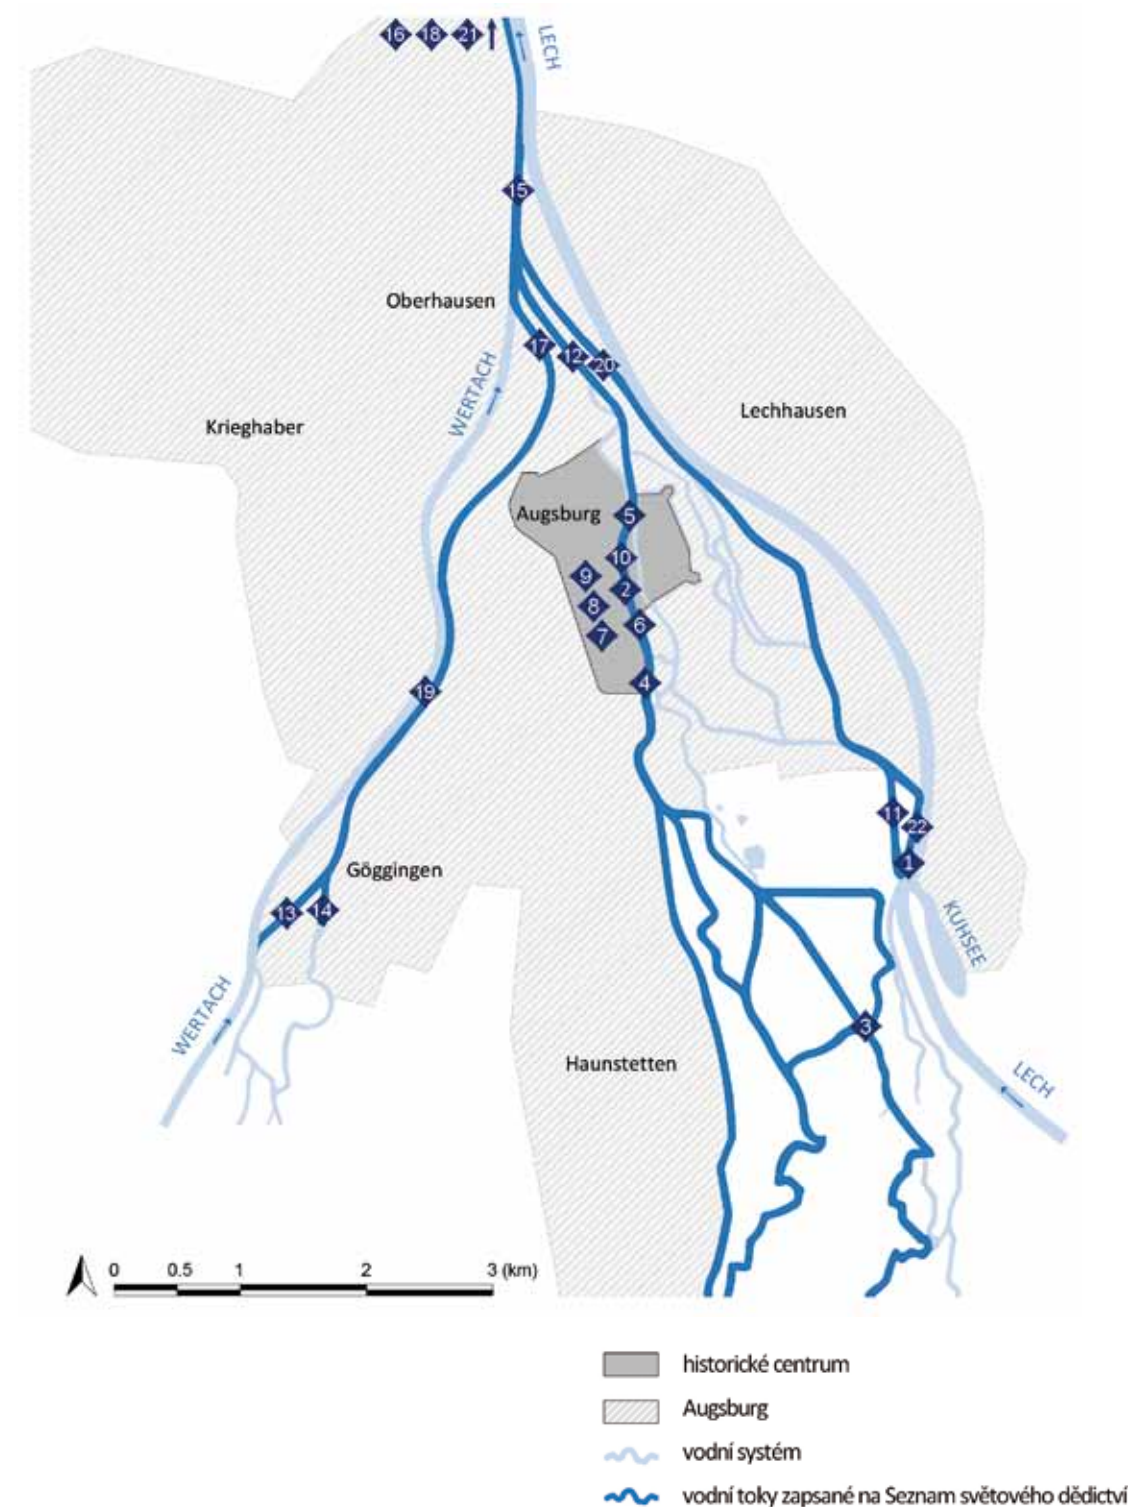 16 18 21
LECH
15
Oberhausen
17 12 20
WERTACH
Krieghaber
Lechhausen
Augsburg
5
10
9
2
8
6
7
4
19
11
22
1
Göggingen
13 14
KUHSEE
WERTACH
3
Haunstetten
LECH
0 0.5 1 2 3 (km)
historické centrum
Augsburg
vodní systém
vodní toky zapsané na Seznam světového dědictví